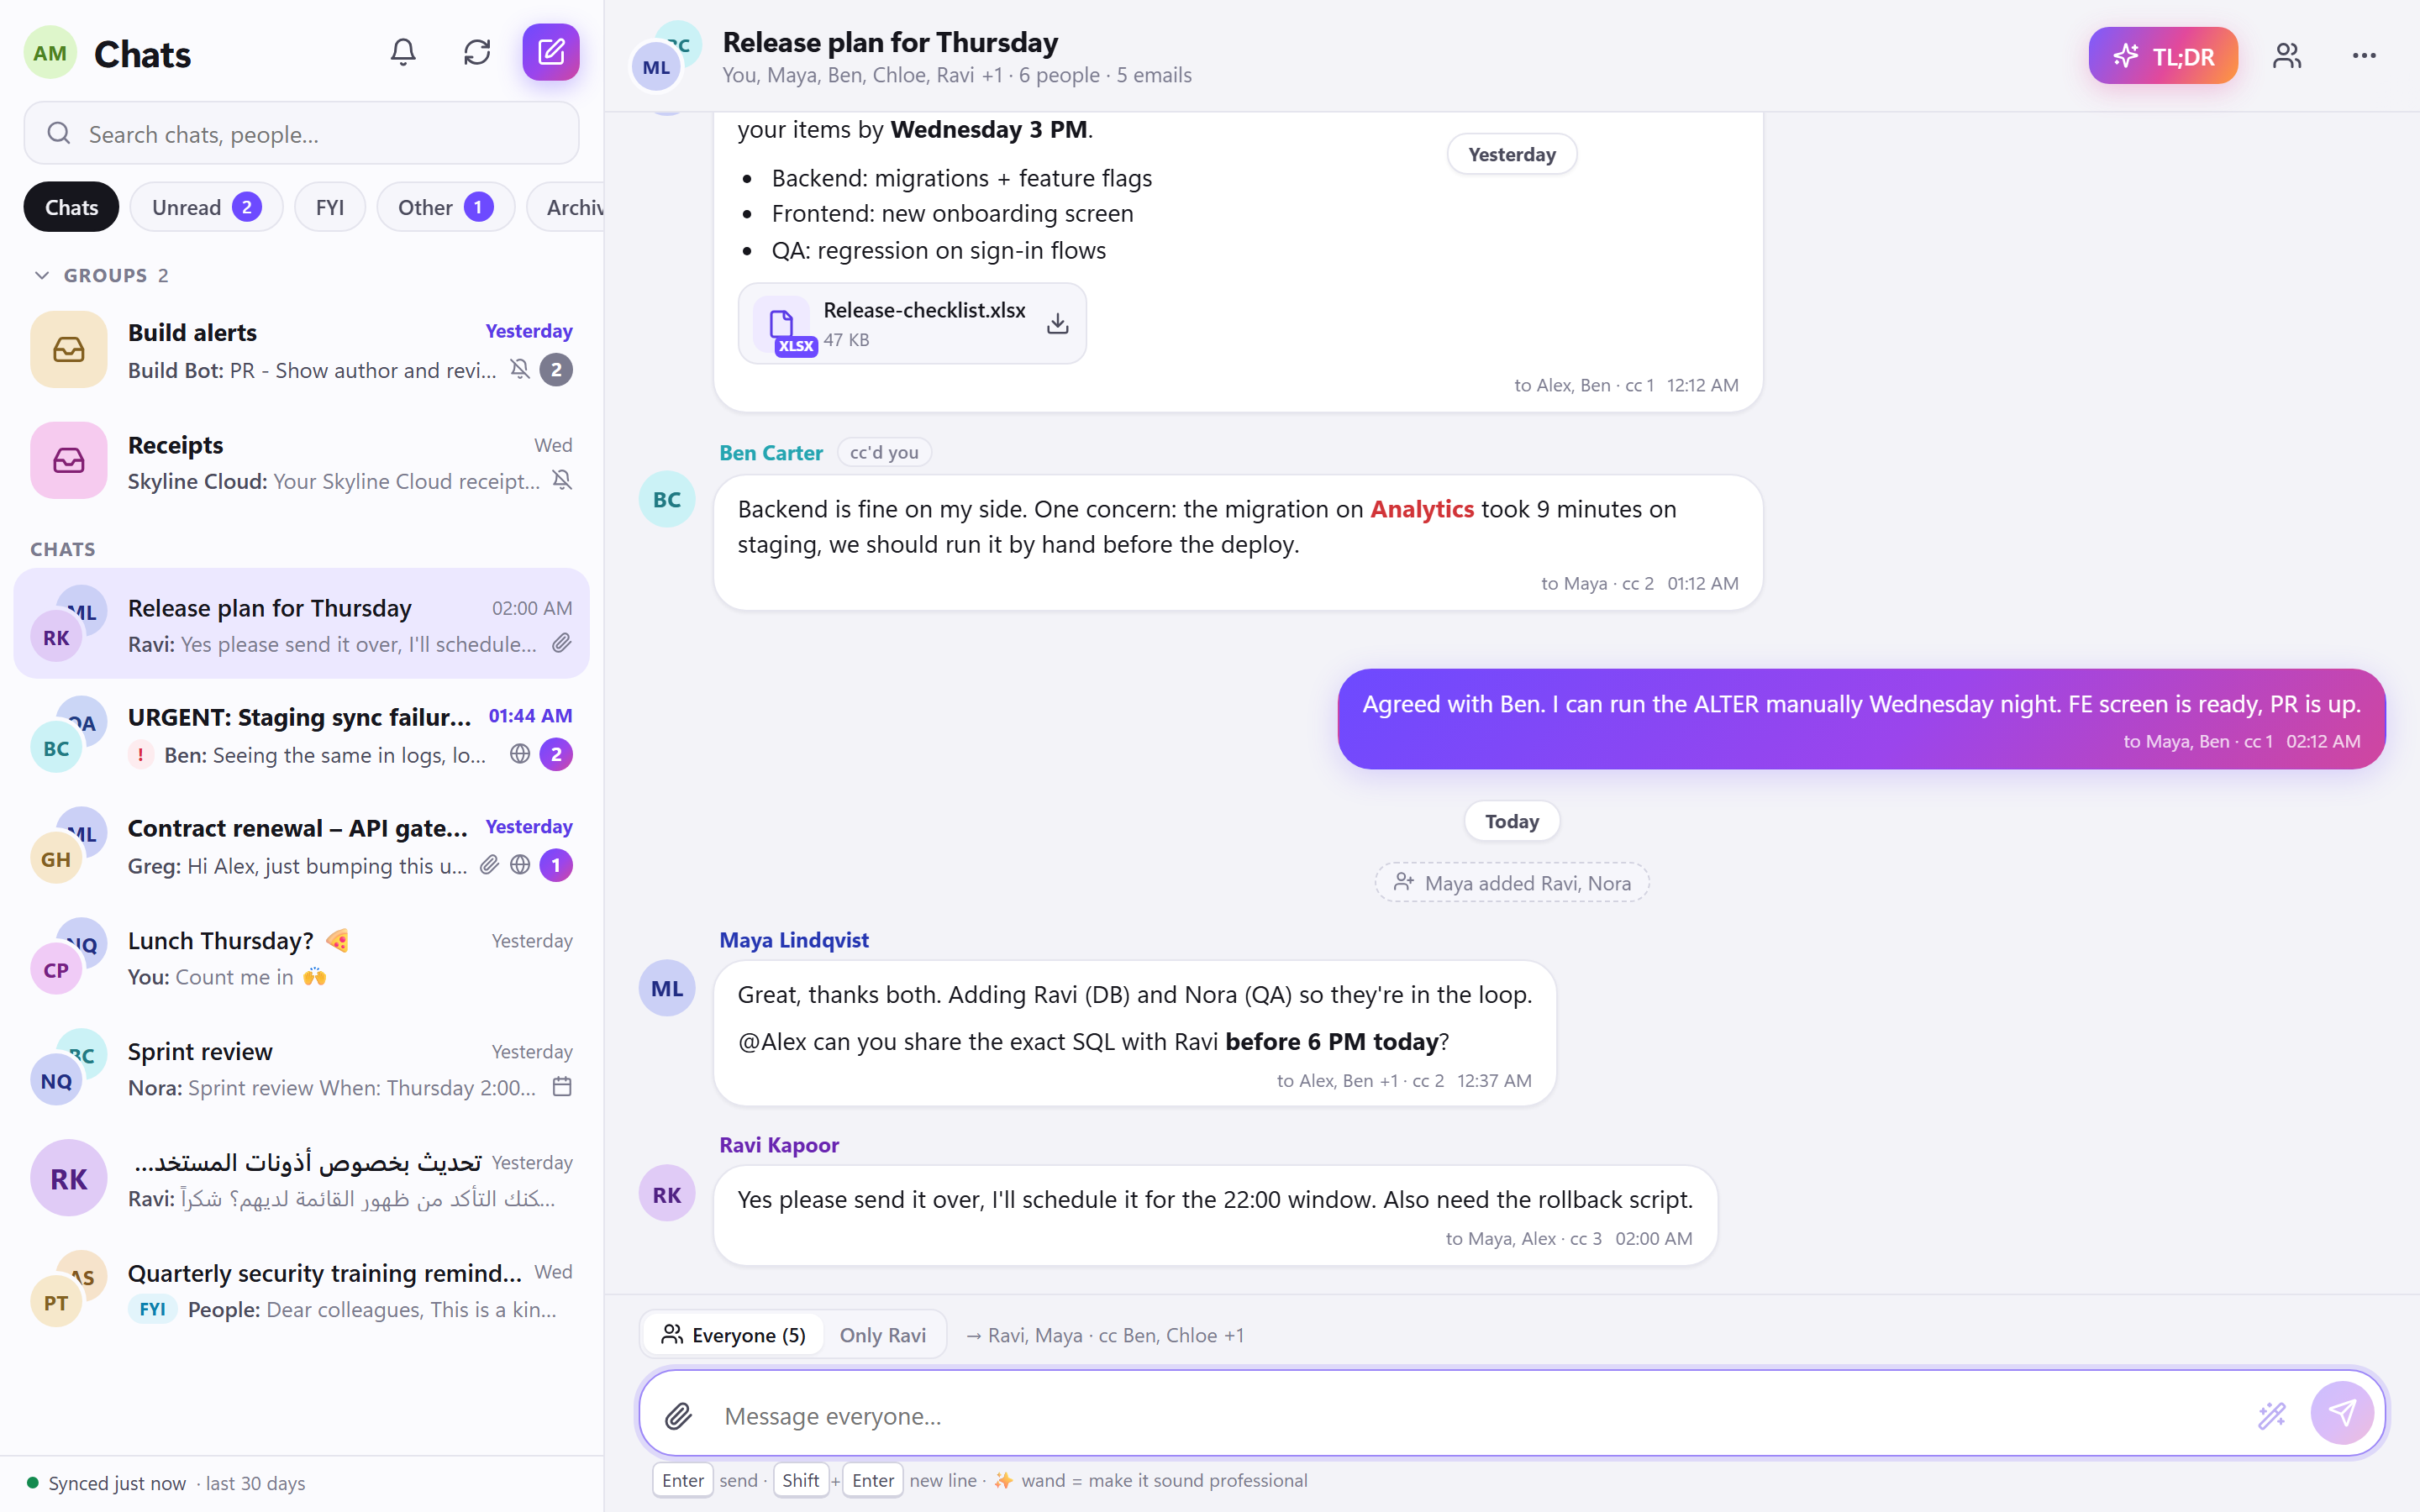 AM
Chats
Search chats, people...
Chats
Unread 2
FYI
Other 1
Archiv
GROUPS 2
Build alerts
Yesterday
Build Bot: PR - Show author and revi...
2
Receipts
Wed
Skyline Cloud: Your Skyline Cloud receipt...
CHATS
ML
RK
Release plan for Thursday
02:00 AM
Ravi: Yes please send it over, I'll schedule...
QA
BC
URGENT: Staging sync failur...
01:44 AM
! Ben: Seeing the same in logs, lo...
2
ML
GH
Contract renewal – API gate...
Yesterday
Greg: Hi Alex, just bumping this u...
1
NQ
CP
Lunch Thursday? 🍕
Yesterday
You: Count me in 🙌
BC
NQ
Sprint review
Yesterday
Nora: Sprint review When: Thursday 2:00...
RK
تحديث بخصوص أذونات المستخد...
Yesterday
Ravi: ...كنك التأكد من ظهور القائمة لديهم؟ شكراً
AS
PT
Quarterly security training remind...
Wed
FYI People: Dear colleagues, This is a kin...
Synced just now · last 30 days
BC
ML
Release plan for Thursday
You, Maya, Ben, Chloe, Ravi +1 · 6 people · 5 emails
TL;DR
your items by Wednesday 3 PM.
Yesterday
• Backend: migrations + feature flags
• Frontend: new onboarding screen
• QA: regression on sign-in flows
Release-checklist.xlsx
XLSX
47 KB
to Alex, Ben · cc 1 12:12 AM
Ben Carter
cc'd you
BC
Backend is fine on my side. One concern: the migration on Analytics took 9 minutes on
staging, we should run it by hand before the deploy.
to Maya · cc 2 01:12 AM
Agreed with Ben. I can run the ALTER manually Wednesday night. FE screen is ready, PR is up.
to Maya, Ben · cc 1 02:12 AM
Today
Maya added Ravi, Nora
Maya Lindqvist
ML
Great, thanks both. Adding Ravi (DB) and Nora (QA) so they're in the loop.
@Alex can you share the exact SQL with Ravi before 6 PM today?
to Alex, Ben +1 · cc 2 12:37 AM
Ravi Kapoor
RK
Yes please send it over, I'll schedule it for the 22:00 window. Also need the rollback script.
to Maya, Alex · cc 3 02:00 AM
Everyone (5)
Only Ravi
→ Ravi, Maya · cc Ben, Chloe +1
Message everyone...
Enter send · Shift + Enter new line · ✨ wand = make it sound professional